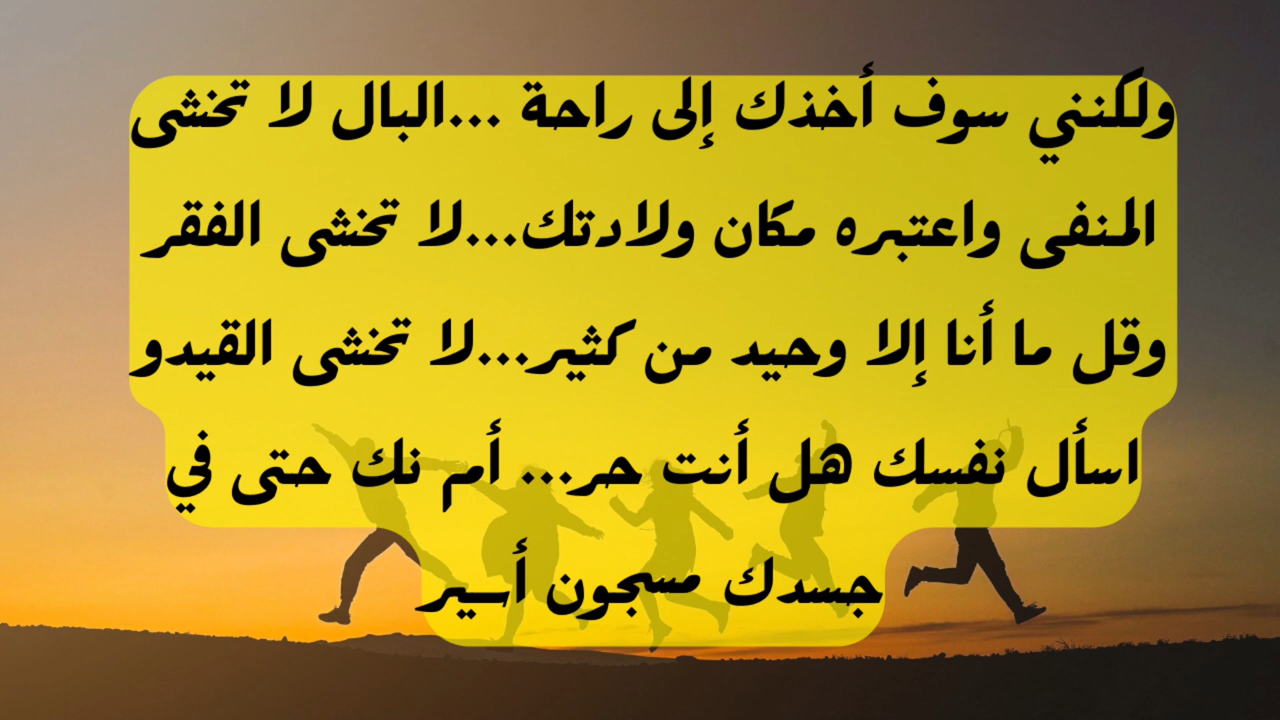 ولكنني سوف أخذك إلى راحة ...البال لا تخشى
المنفى واعتبره مكان ولادتك...لا تخشى الفقر
وقل ما أنا إلا وحيد من كثير...لا تخشى القيدو
اسأل نفسك هل أنت حر... أم نك حتى في
جسدك مسجون أسير